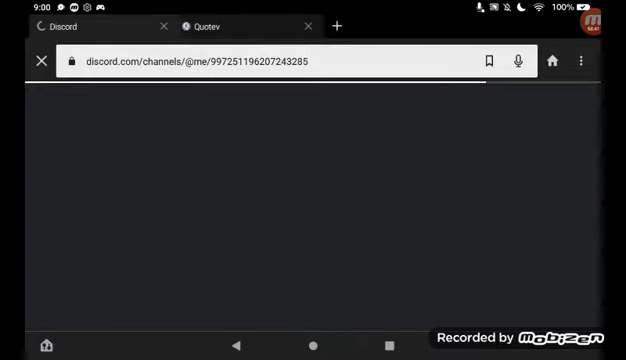 9:00
100%
Discord
Quotev
discord.com/channels/@me/997251196207243285
Recorded by Mobizen